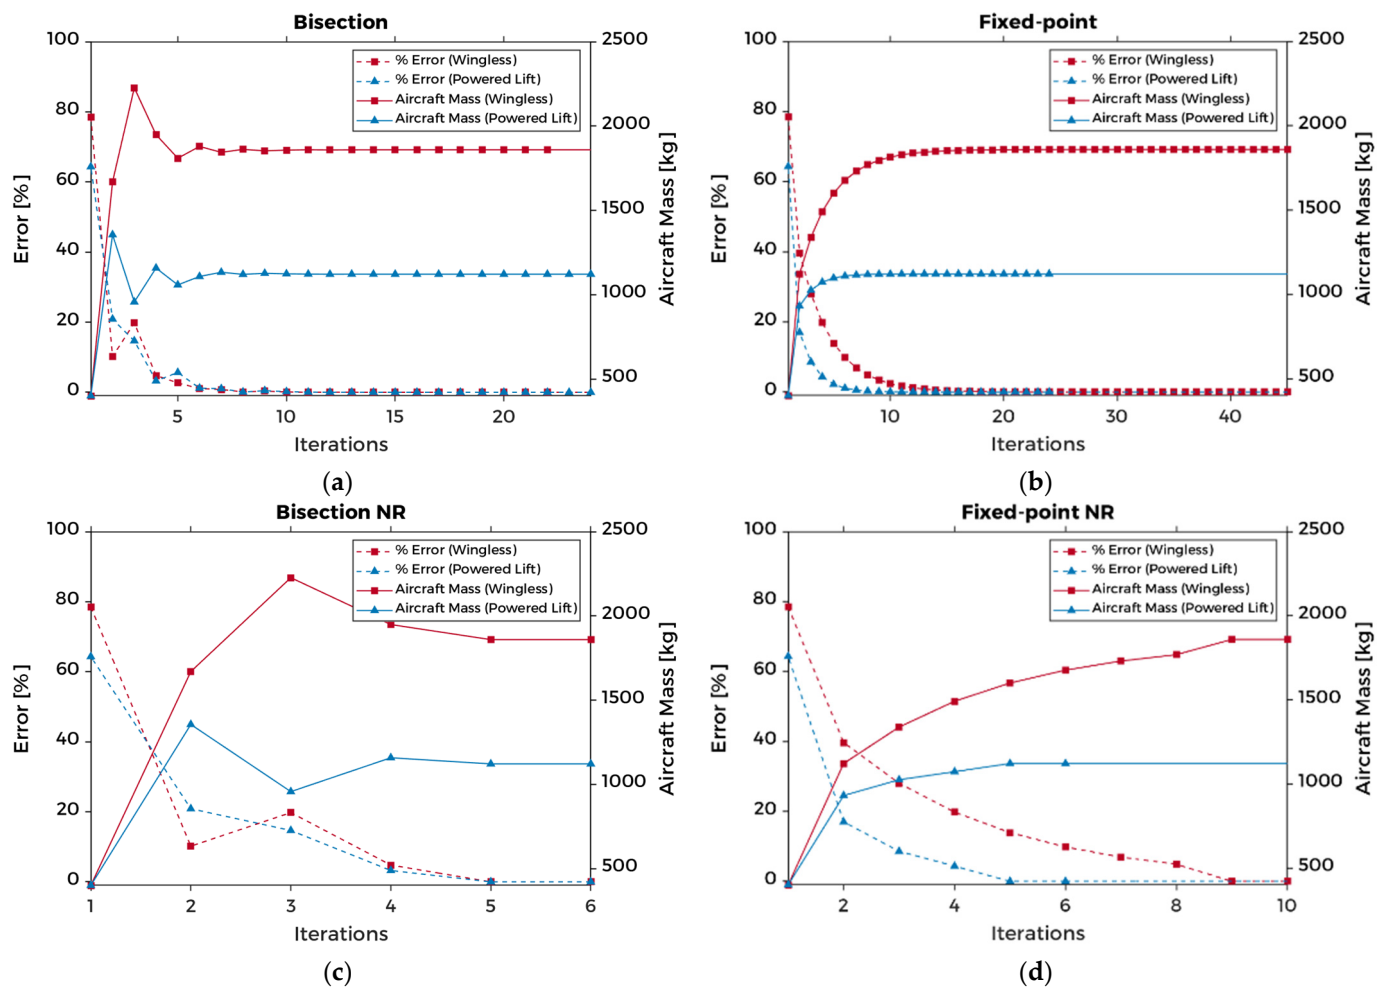 Bisection
100
80
60
40
20
0
Error [%]
2500
2000
1500
1000
500
Aircraft Mass [kg]
% Error (Wingless)
% Error (Powered Lift)
Aircraft Mass (Wingless)
Aircraft Mass (Powered Lift)
5 10 15 20
Iterations
(a)
Fixed-point
100
80
60
40
20
0
Error [%]
2500
2000
1500
1000
500
Aircraft Mass [kg]
% Error (Wingless)
% Error (Powered Lift)
Aircraft Mass (Wingless)
Aircraft Mass (Powered Lift)
10 20 30 40
Iterations
(b)
Bisection NR
100
80
60
40
20
0
Error [%]
2500
2000
1500
1000
500
Aircraft Mass [kg]
% Error (Wingless)
% Error (Powered Lift)
Aircraft Mass (Wingless)
Aircraft Mass (Powered Lift)
1 2 3 4 5 6
Iterations
(c)
Fixed-point NR
100
80
60
40
20
0
Error [%]
2500
2000
1500
1000
500
Aircraft Mass [kg]
% Error (Wingless)
% Error (Powered Lift)
Aircraft Mass (Wingless)
Aircraft Mass (Powered Lift)
2 4 6 8 10
Iterations
(d)